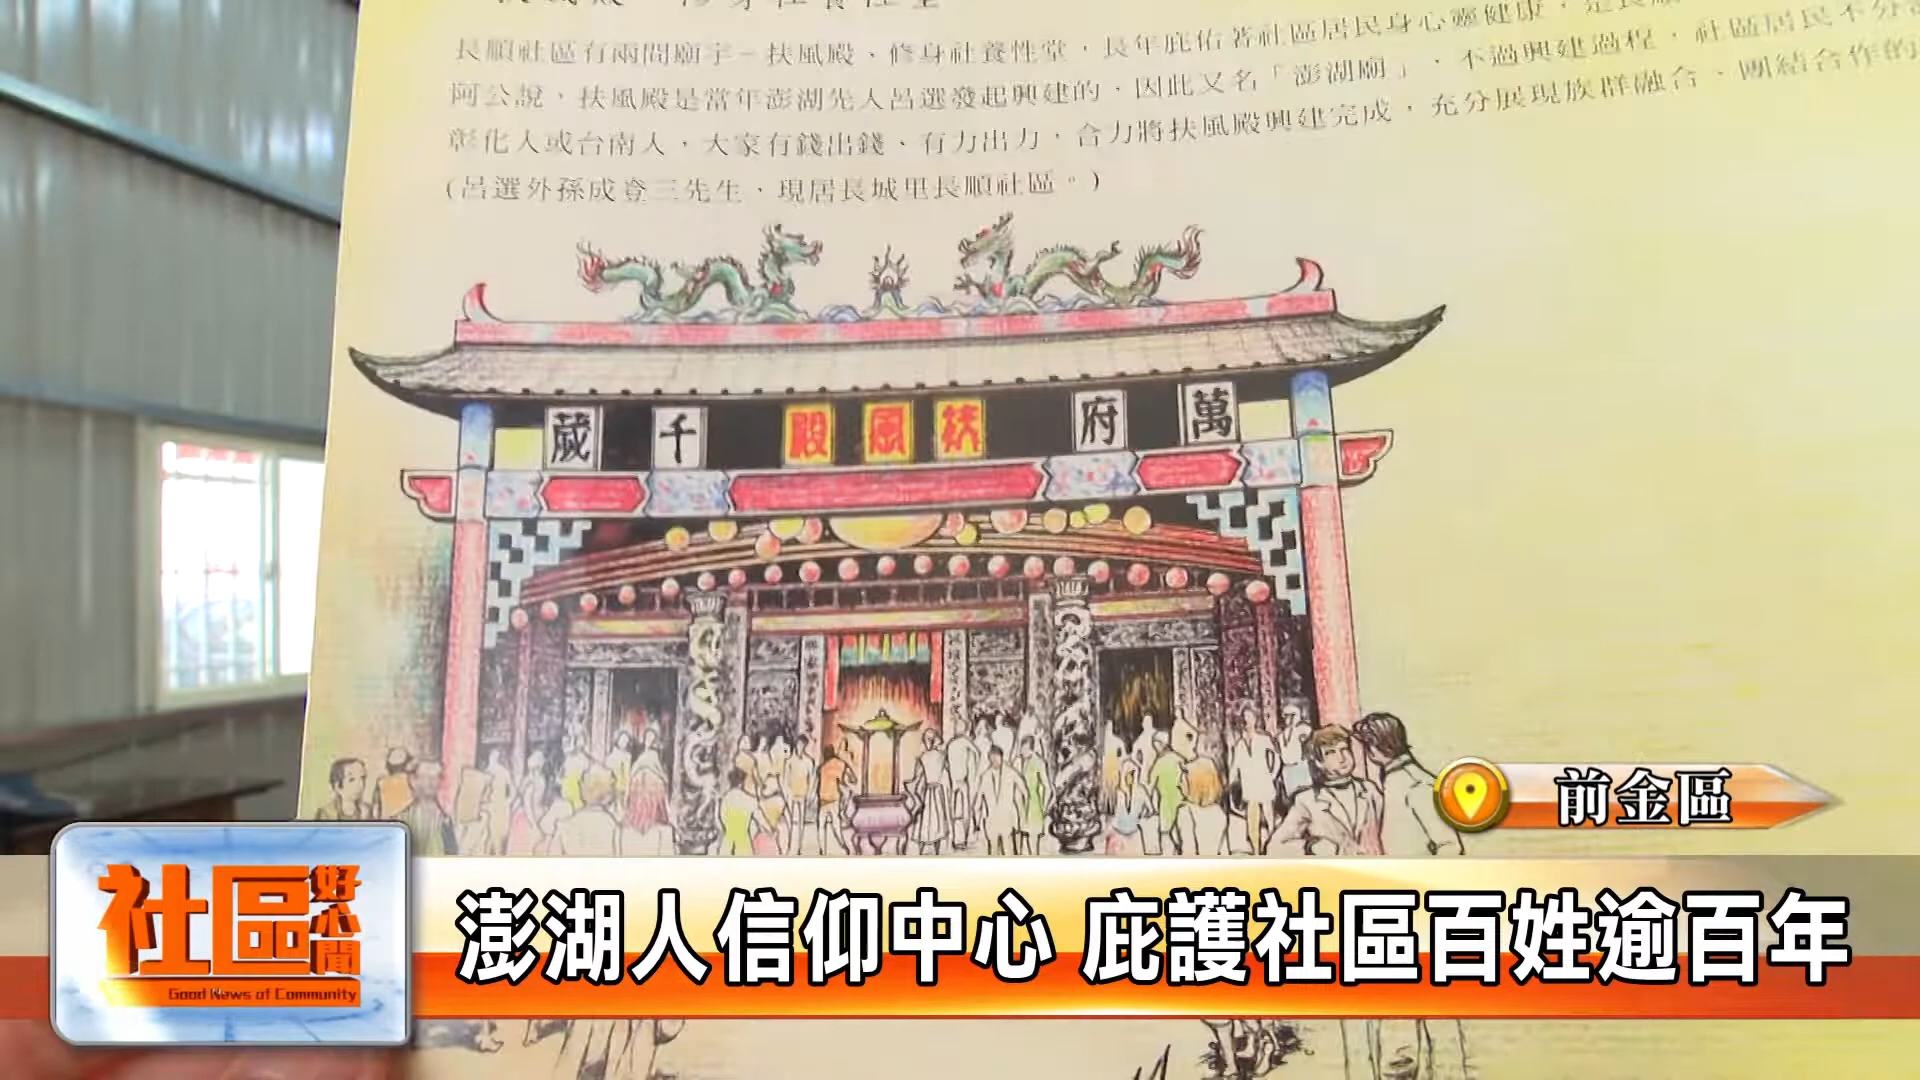 長順社區有兩間廟宇－扶風殿、修身社養性堂，長年庇佑著社區居民身心靈健康，是長順
阿公說，扶風殿是當年澎湖先人呂選發起興建的，因此又名「澎湖廟」，不過興建過程，社區居民不分
彰化人或台南人，大家有錢出錢、有力出力，合力將扶風殿興建完成，充分展現族群融合、團結合作的
(呂選外孫成登三先生，現居長城里長順社區。)
歲 千 殿 風 扶 府 萬
前金區
社區好小聞
Good News of Community
澎湖人信仰中心 庇護社區百姓逾百年